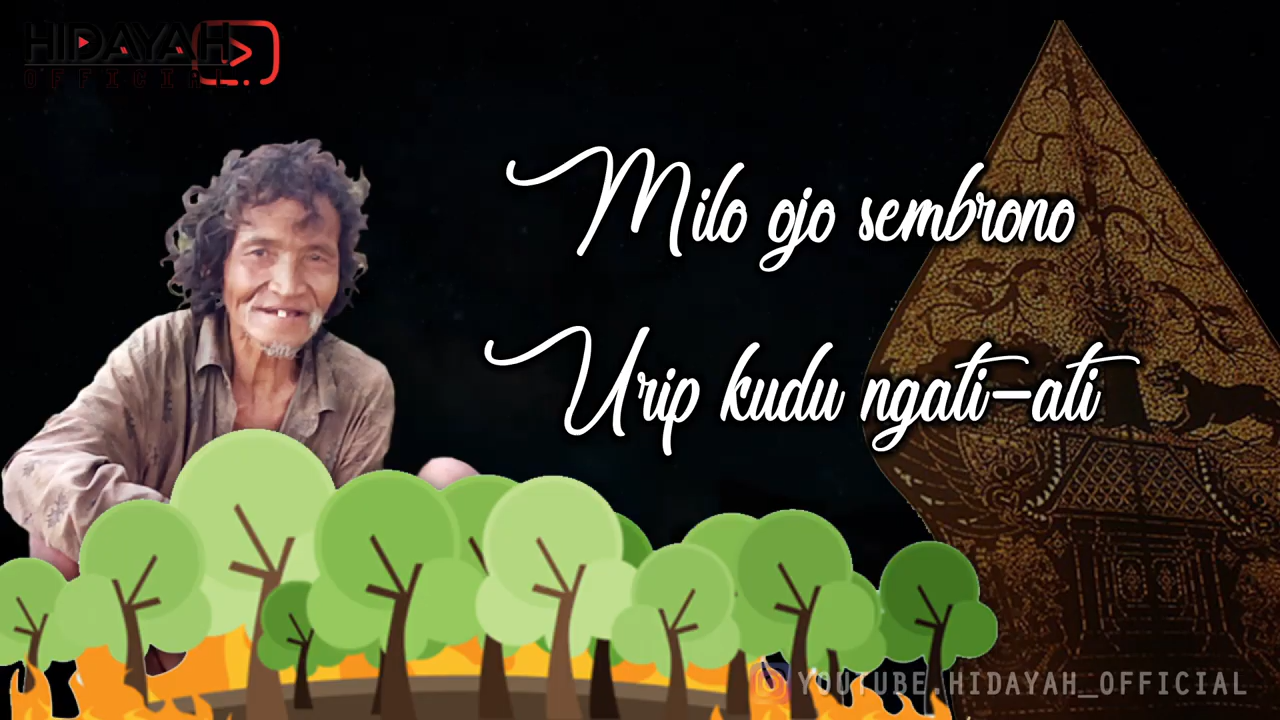 HIDAYAH
OFFICIAL
Milo ojo sembrono
Urip kudu ngati-ati
YOUTUBE.HIDAYAH_OFFICIAL